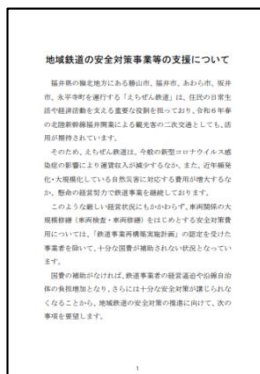 地域鉄道の安全対策事業等の支援について
福井県の嶺北地方にある勝山市、福井市、あわら市、坂井
市、永平寺町を運行する「えちぜん鉄道」は、住民の日常生
活や経済活動を支える重要な役割を担っており、令和６年春
の北陸新幹線福井開業による観光客の二次交通としても、活
用が期待されています。
そのため、えちぜん鉄道は、今般の新型コロナウイルス感
染症の影響により運賃収入が減少するなか、また、近年頻発
化・大規模化している自然災害に対応する費用が増大するな
か、懸命の経営努力で鉄道事業を継続しております。
このような厳しい経営状況にもかかわらず、車両関係の大
規模修繕（車両検査・車両修繕）をはじめとする安全対策費
用については、「鉄道事業再構築実施計画」の認定を受けた
事業者を除いて、十分な国費が補助されない状況となってい
ます。
国費の補助がなければ、鉄道事業者の経営逼迫や沿線自治
体の負担増加となり、さらには十分な安全対策が講じられな
くなることから、地域鉄道の安全対策の推進に向けて、次の
事項を要望します。
1